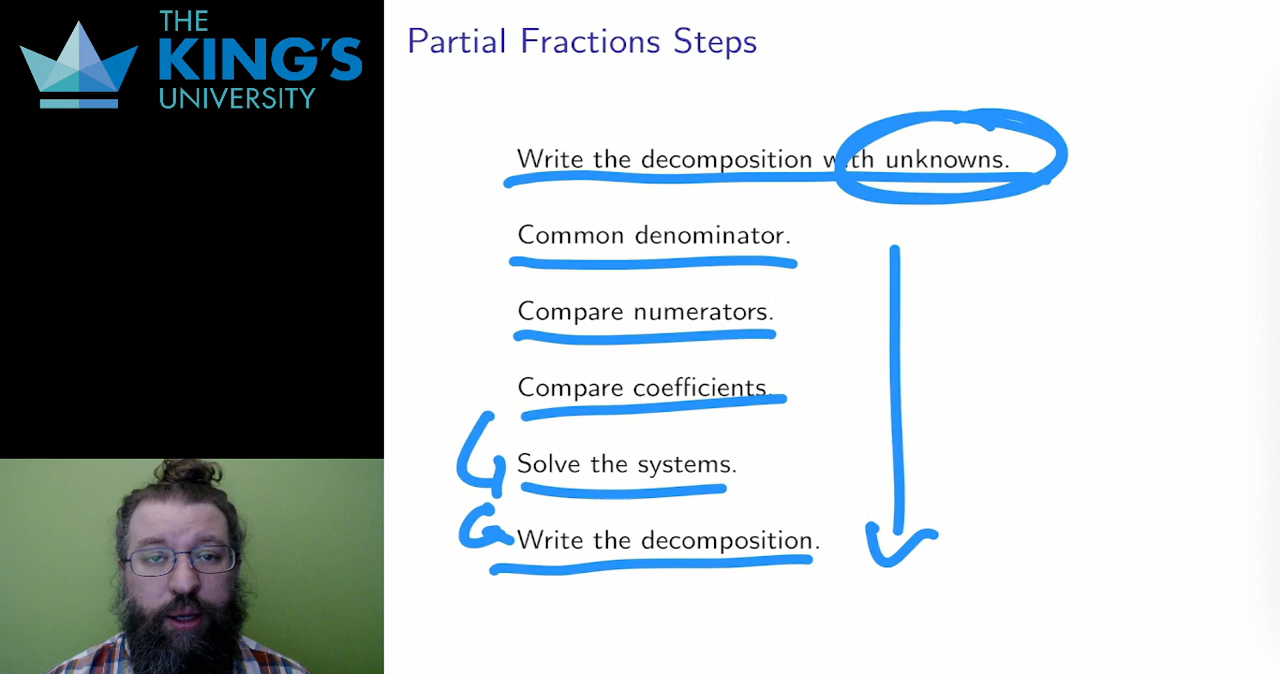 THE
KING'S
UNIVERSITY
Partial Fractions Steps
Write the decomposition with unknowns.
Common denominator.
Compare numerators.
Compare coefficients.
Solve the systems.
Write the decomposition.